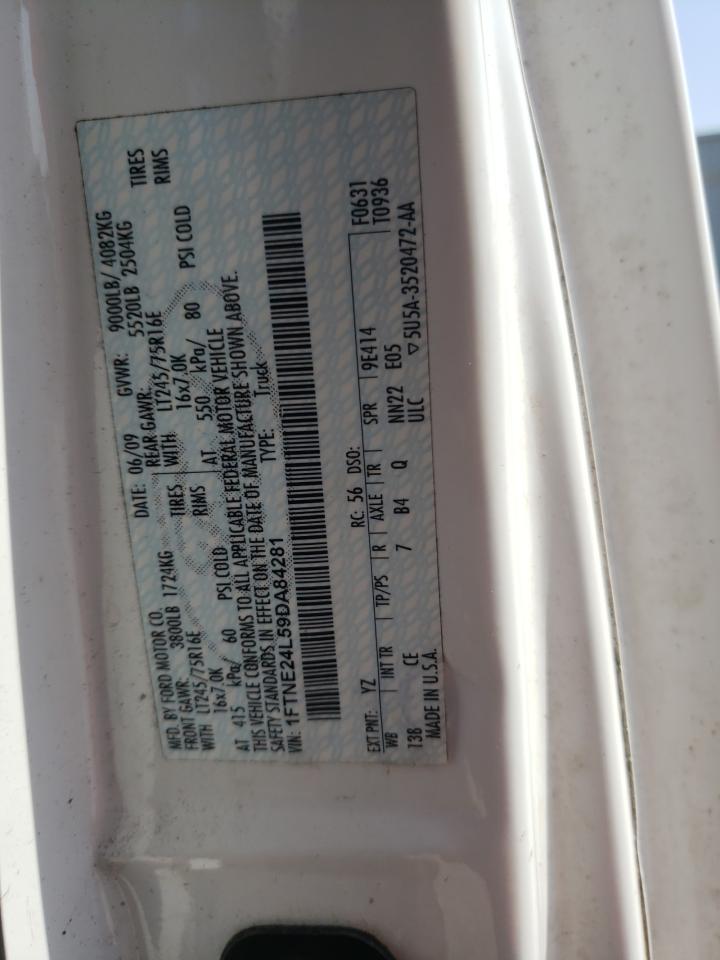 MFD. BY FORD MOTOR CO.
DATE: 06/09 GVWR: 9000LB/ 4082KG
FRONT GAWR: 3800LB 1724KG
REAR GAWR: 5520LB 2504KG
WITH LT245/75R16E TIRES
WITH LT245/75R16E TIRES
16x7.0K RIMS
16x7.0K RIMS
AT 415 kPa/ 60 PSI COLD
AT 550 kPa/ 80 PSI COLD
THIS VEHICLE CONFORMS TO ALL APPLICABLE FEDERAL MOTOR VEHICLE
SAFETY STANDARDS IN EFFECT ON THE DATE OF MANUFACTURE SHOWN ABOVE.
VIN: 1FTNE24L59DA84281
TYPE: Truck
F0631
T0936
EXT PNT: YZ RC: 56 DSO:
WB INT TR TP/PS R AXLE TR SPR 9E414
138 CE 7 B4 Q NN22 E05
MADE IN U.S.A. ULC ▽5U5A-3520472-AA